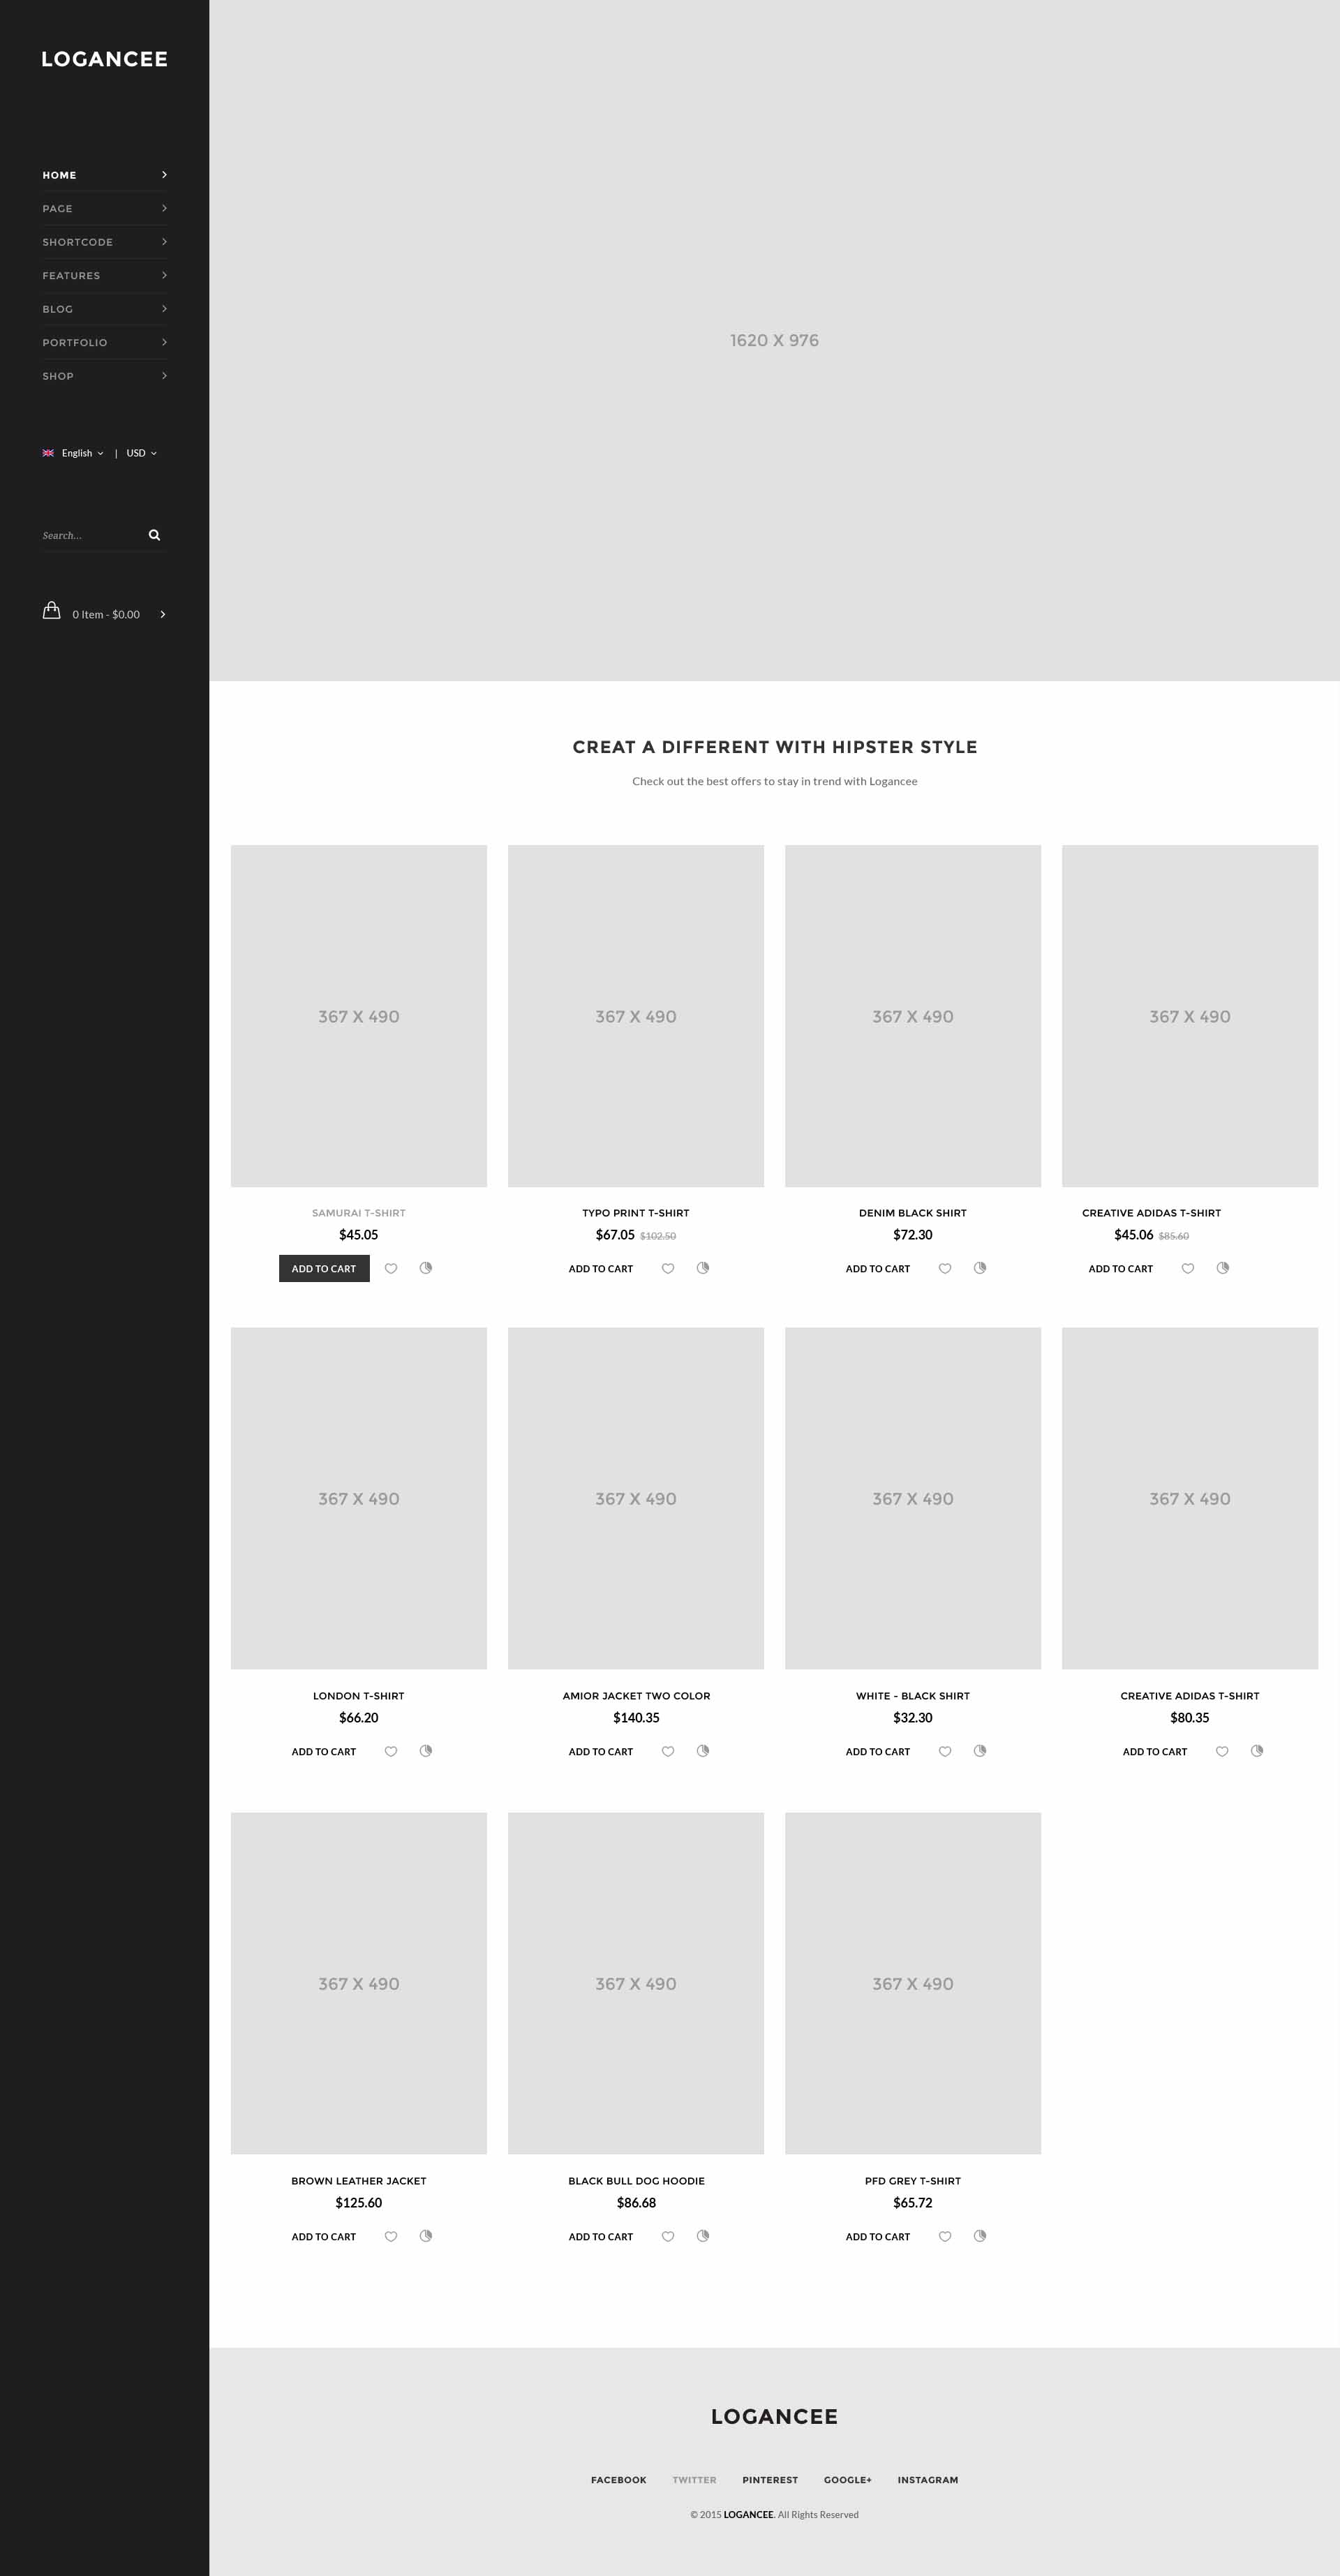 LOGANCEE
HOME
PAGE
SHORTCODE
FEATURES
BLOG
PORTFOLIO
SHOP
English | USD
Search...
0 Item - $0.00
1620 X 976
CREAT A DIFFERENT WITH HIPSTER STYLE
Check out the best offers to stay in trend with Logancee
367 X 490 367 X 490 367 X 490 367 X 490
SAMURAI T-SHIRT TYPO PRINT T-SHIRT DENIM BLACK SHIRT CREATIVE ADIDAS T-SHIRT
$45.05 $67.05 $102.50 $72.30 $45.06 $85.60
ADD TO CART ADD TO CART ADD TO CART ADD TO CART
367 X 490 367 X 490 367 X 490 367 X 490
LONDON T-SHIRT AMIOR JACKET TWO COLOR WHITE - BLACK SHIRT CREATIVE ADIDAS T-SHIRT
$66.20 $140.35 $32.30 $80.35
ADD TO CART ADD TO CART ADD TO CART ADD TO CART
367 X 490 367 X 490 367 X 490
BROWN LEATHER JACKET BLACK BULL DOG HOODIE PFD GREY T-SHIRT
$125.60 $86.68 $65.72
ADD TO CART ADD TO CART ADD TO CART
LOGANCEE
FACEBOOK TWITTER PINTEREST GOOGLE+ INSTAGRAM
© 2015 LOGANCEE. All Rights Reserved